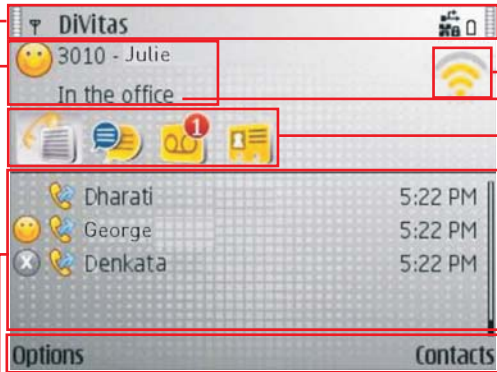 DiVitas
3010 - Julie
In the office
1
Dharati 5:22 PM
George 5:22 PM
Denkata 5:22 PM
Options Contacts